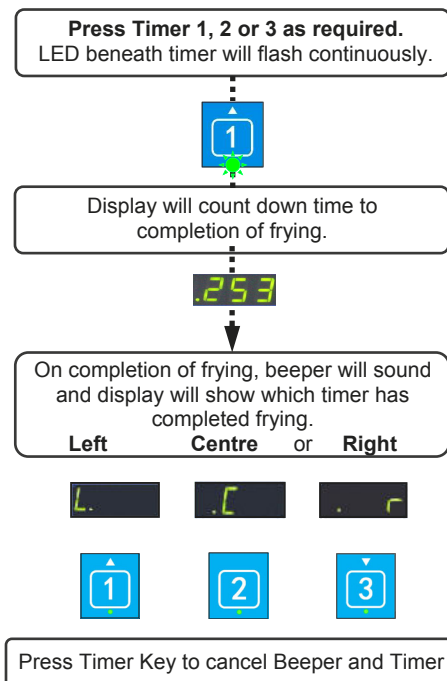 Press Timer 1, 2 or 3 as required.
LED beneath timer will flash continuously.
1
Display will count down time to
completion of frying.
.253
On completion of frying, beeper will sound
and display will show which timer has
completed frying.
Left Centre or Right
L. .C . r
1 2 3
Press Timer Key to cancel Beeper and Timer